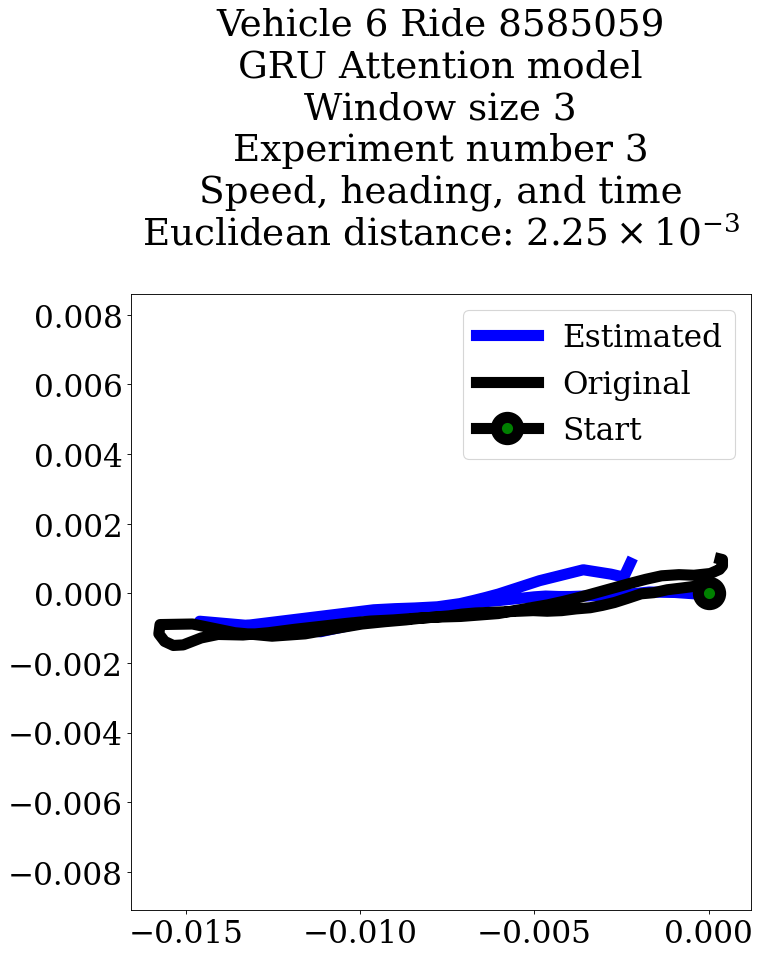 Vehicle 6 Ride 8585059
GRU Attention model
Window size 3
Experiment number 3
Speed, heading, and time
Euclidean distance: 2.25 × 10⁻³
Estimated
Original
Start
0.008
0.006
0.004
0.002
0.000
−0.002
−0.004
−0.006
−0.008
−0.015 −0.010 −0.005 0.000